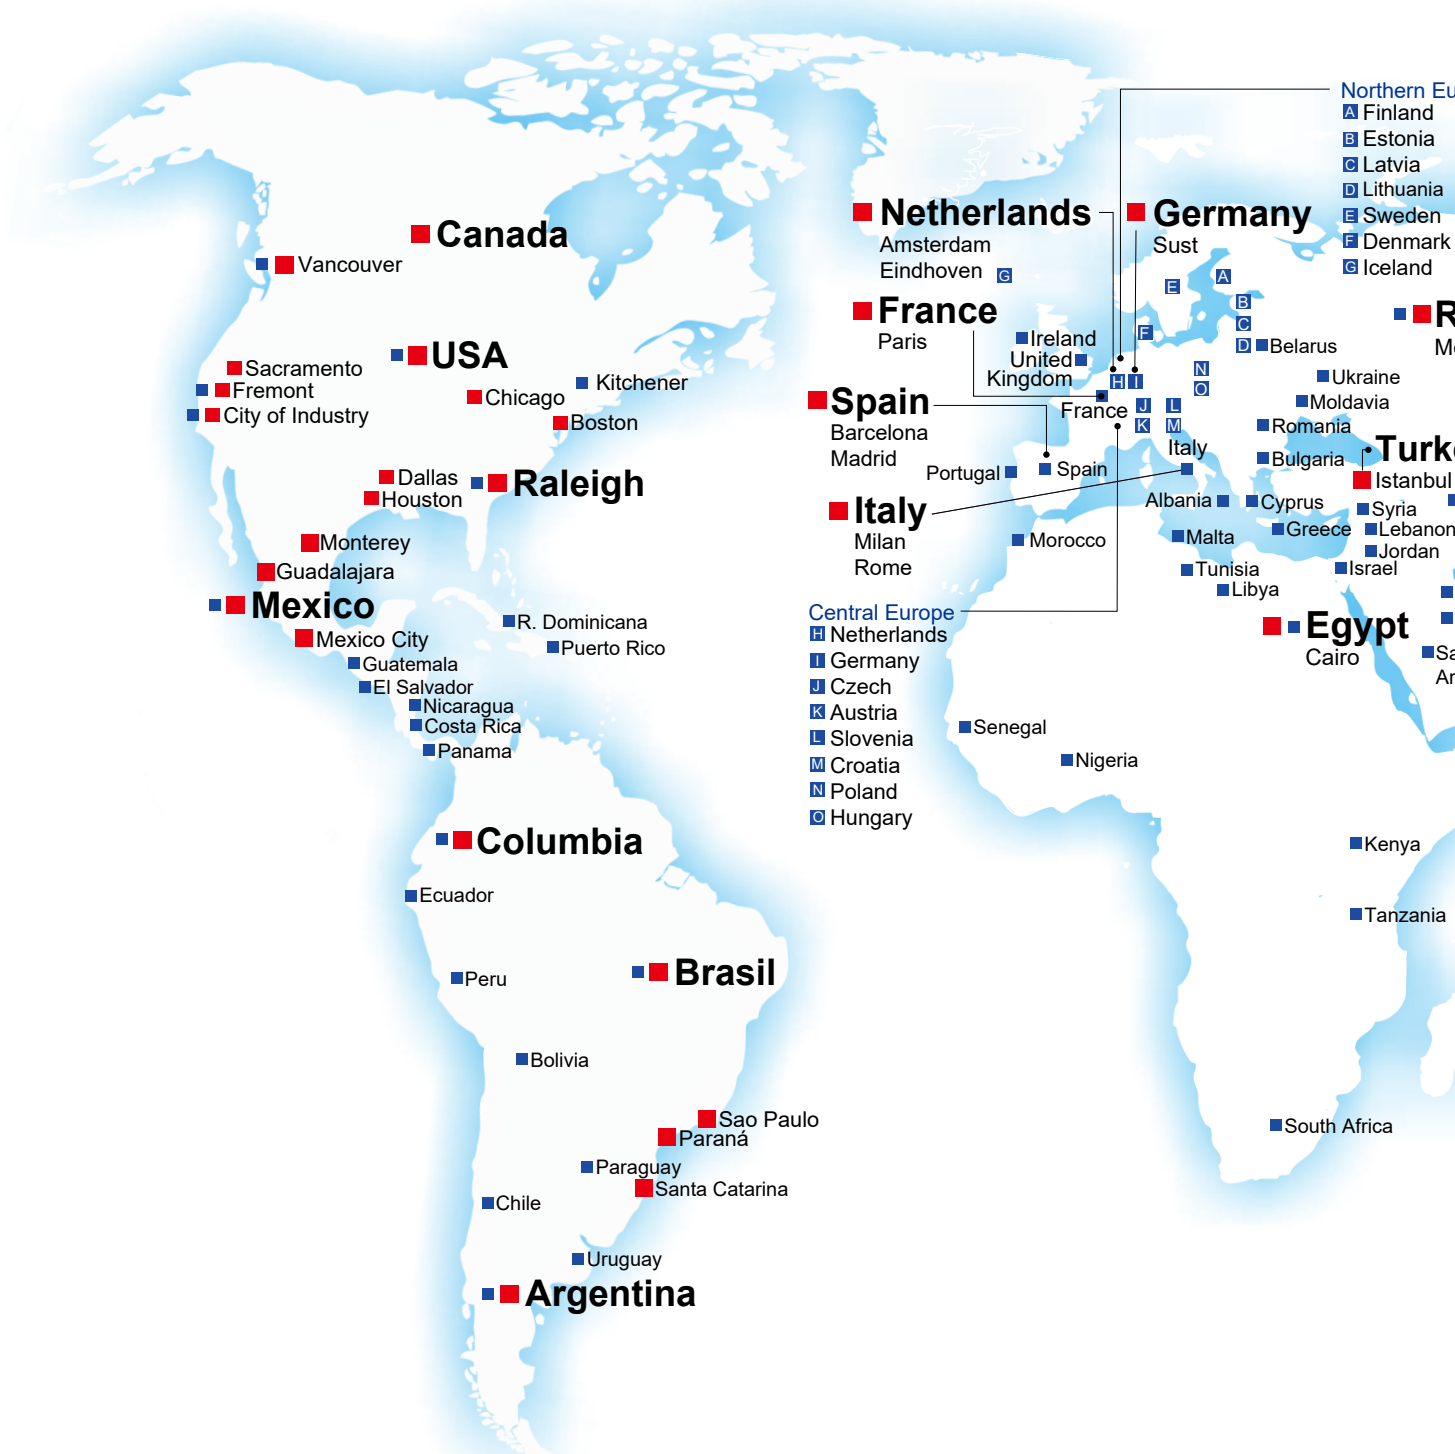 Canada
Vancouver
USA
Sacramento
Fremont
City of Industry
Chicago
Kitchener
Boston
Dallas
Houston
Raleigh
Monterey
Guadalajara
Mexico
Mexico City
R. Dominicana
Puerto Rico
Guatemala
El Salvador
Nicaragua
Costa Rica
Panama
Columbia
Ecuador
Peru
Brasil
Bolivia
Sao Paulo
Paraná
Paraguay
Santa Catarina
Chile
Uruguay
Argentina
Netherlands
Amsterdam
Eindhoven
France
Paris
Spain
Barcelona
Madrid
Italy
Milan
Rome
Central Europe
H Netherlands
I Germany
J Czech
K Austria
L Slovenia
M Croatia
N Poland
O Hungary
Germany
Sust
Northern Eu
A Finland
B Estonia
C Latvia
D Lithuania
E Sweden
F Denmark
G Iceland
G
E
A
B
F
C
D
Ireland
United
Kingdom
Belarus
N
H
I
O
France
J
L
K
M
Ukraine
Moldavia
Romania
Bulgaria
R
Mo
Italy
Portugal
Spain
Turke
Istanbul
Albania
Cyprus
Syria
Greece
Lebanon
Malta
Morocco
Jordan
Tunisia
Israel
Libya
Egypt
Cairo
Sa
Ar
Senegal
Nigeria
Kenya
Tanzania
South Africa